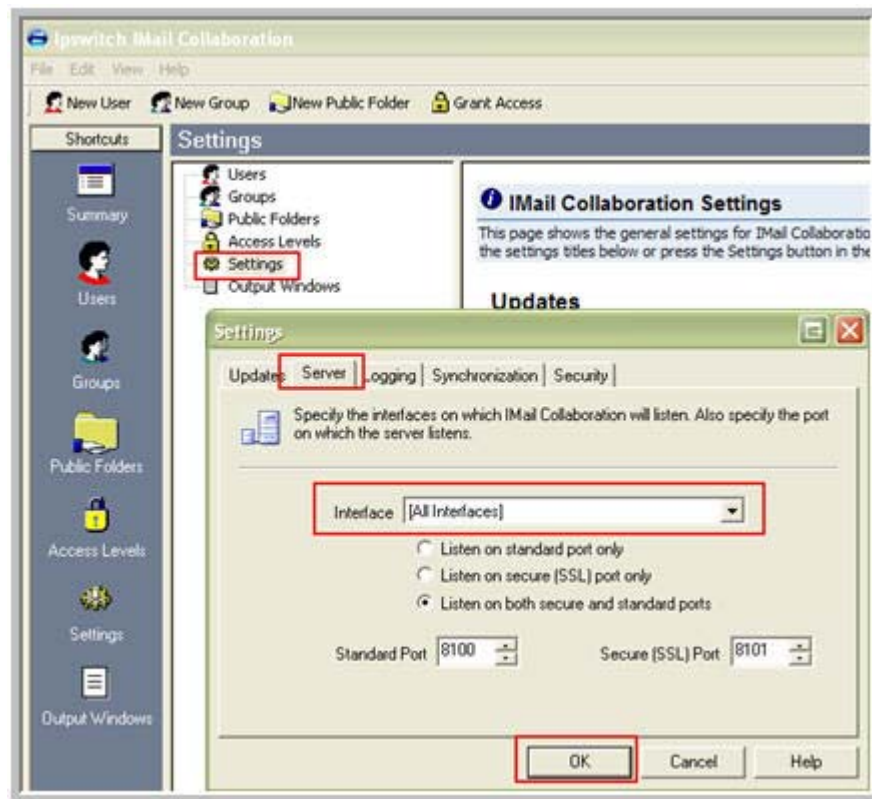 Ipswitch IMail Collaboration
File Edit View Help
New User New Group New Public Folder Grant Access
Shortcuts
Summary
Users
Groups
Public Folders
Access Levels
Settings
Output Windows
Settings
Users
Groups
Public Folders
Access Levels
Settings
Output Windows
IMail Collaboration Settings
This page shows the general settings for IMail Collaboratio
the settings titles below or press the Settings button in the
Updates
Settings
Updates Server Logging Synchronization Security
Specify the interfaces on which IMail Collaboration will listen. Also specify the port
on which the server listens.
Interface [All Interfaces]
Listen on standard port only
Listen on secure (SSL) port only
Listen on both secure and standard ports
Standard Port 8100 Secure (SSL) Port 8101
OK Cancel Help